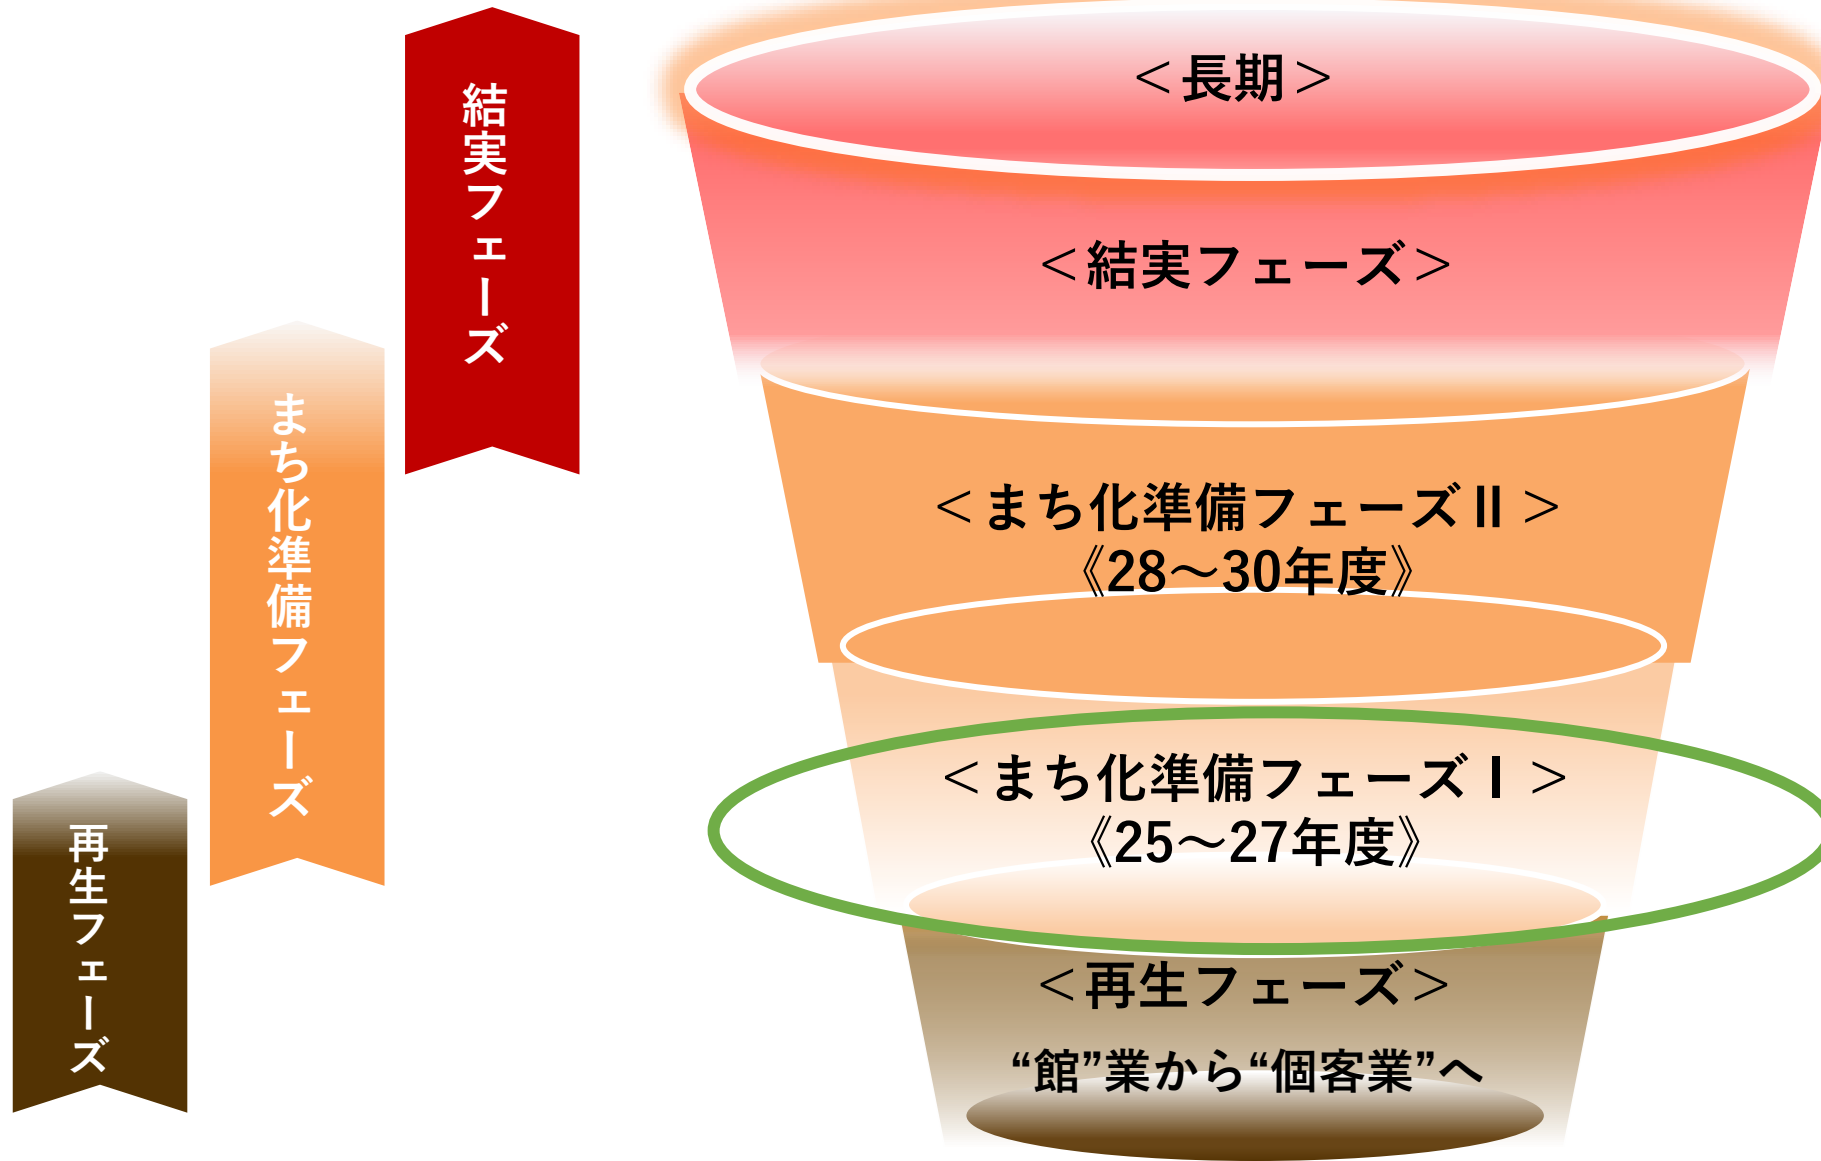 結実フェーズ
まち化準備フェーズ
再生フェーズ
＜長期＞
＜結実フェーズ＞
＜まち化準備フェーズⅡ＞
《28～30年度》
＜まち化準備フェーズⅠ＞
《25～27年度》
＜再生フェーズ＞
“館”業から“個客業”へ